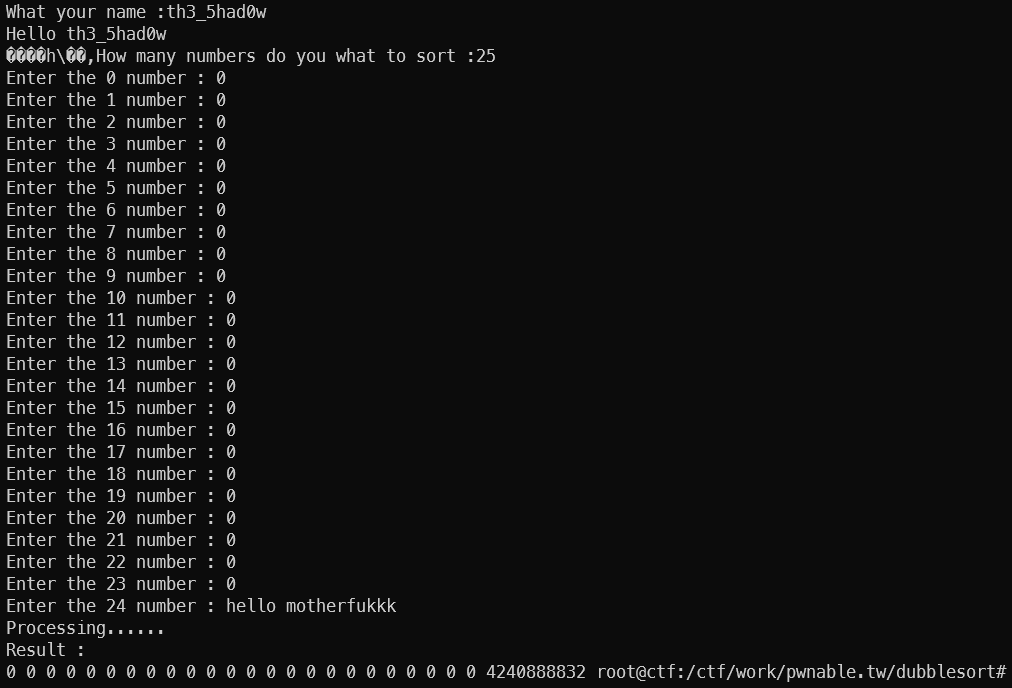 What your name :th3_5had0w
Hello th3_5had0w
����h\��,How many numbers do you what to sort :25
Enter the 0 number : 0
Enter the 1 number : 0
Enter the 2 number : 0
Enter the 3 number : 0
Enter the 4 number : 0
Enter the 5 number : 0
Enter the 6 number : 0
Enter the 7 number : 0
Enter the 8 number : 0
Enter the 9 number : 0
Enter the 10 number : 0
Enter the 11 number : 0
Enter the 12 number : 0
Enter the 13 number : 0
Enter the 14 number : 0
Enter the 15 number : 0
Enter the 16 number : 0
Enter the 17 number : 0
Enter the 18 number : 0
Enter the 19 number : 0
Enter the 20 number : 0
Enter the 21 number : 0
Enter the 22 number : 0
Enter the 23 number : 0
Enter the 24 number : hello motherfukkk
Processing......
Result :
0 0 0 0 0 0 0 0 0 0 0 0 0 0 0 0 0 0 0 0 0 0 0 0 4240888832 root@ctf:/ctf/work/pwnable.tw/dubblesort#